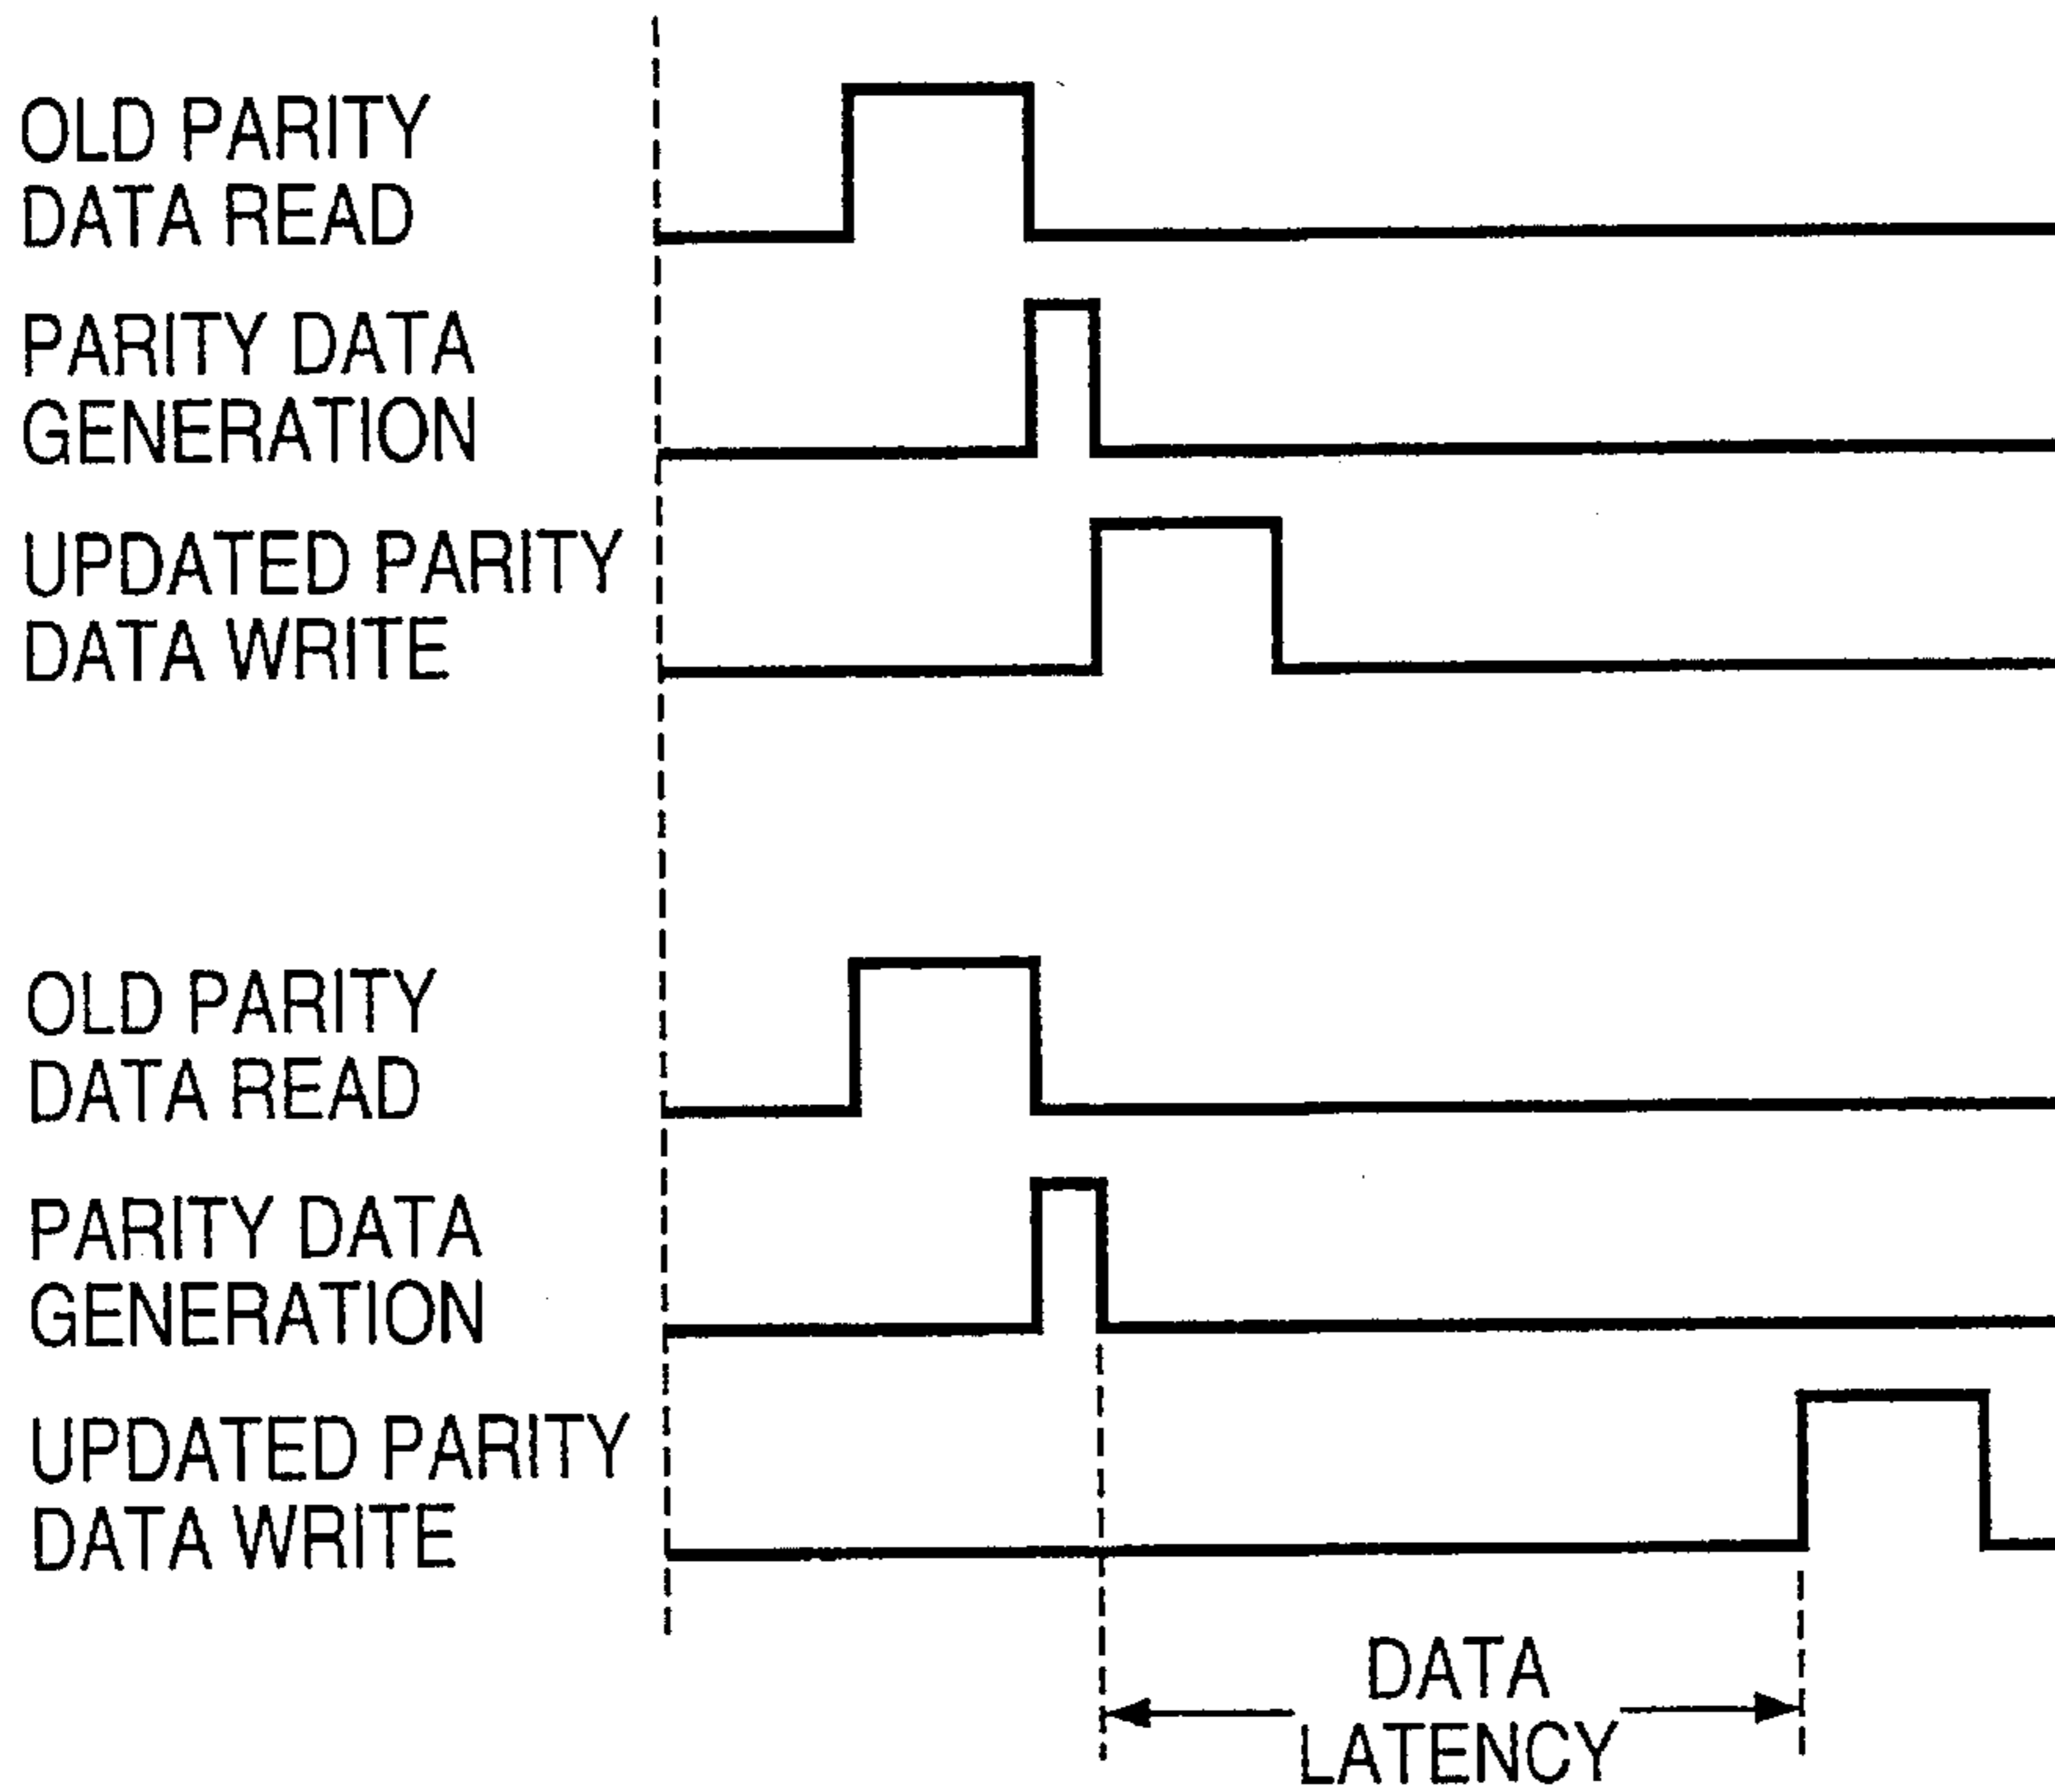 OLD PARITY
DATA READ
PARITY DATA
GENERATION
UPDATED PARITY
DATA WRITE
OLD PARITY
DATA READ
PARITY DATA
GENERATION
UPDATED PARITY
DATA WRITE
DATA
LATENCY